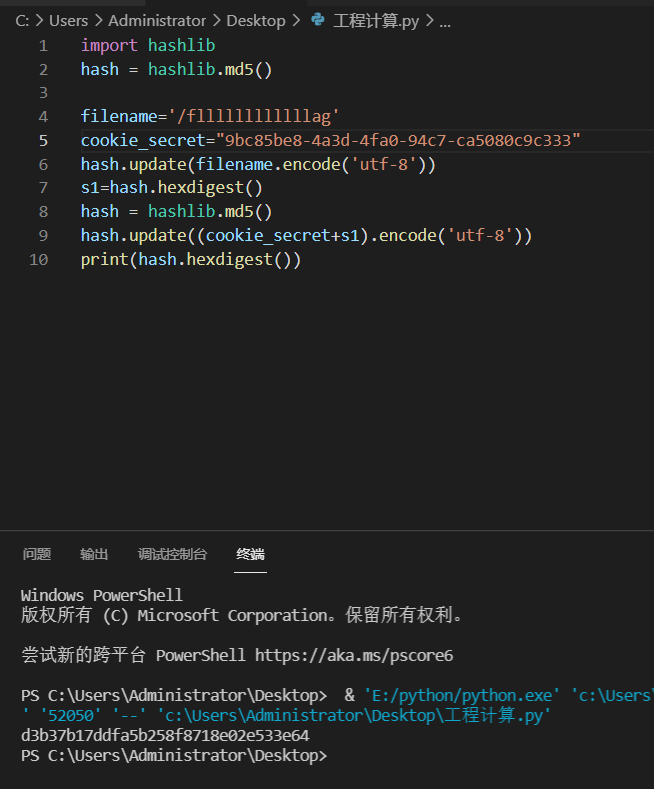 C: > Users > Administrator > Desktop > 工程计算.py > ...
1 import hashlib
2 hash = hashlib.md5()
3
4 filename='/fllllllllllllag'
5 cookie_secret="9bc85be8-4a3d-4fa0-94c7-ca5080c9c333"
6 hash.update(filename.encode('utf-8'))
7 s1=hash.hexdigest()
8 hash = hashlib.md5()
9 hash.update((cookie_secret+s1).encode('utf-8'))
10 print(hash.hexdigest())
问题 输出 调试控制台 终端
Windows PowerShell
版权所有 (C) Microsoft Corporation。保留所有权利。
尝试新的跨平台 PowerShell https://aka.ms/pscore6
PS C:\Users\Administrator\Desktop> & 'E:/python/python.exe' 'c:\Users\
' '52050' '--' 'c:\Users\Administrator\Desktop\工程计算.py'
d3b37b17ddfa5b258f8718e02e533e64
PS C:\Users\Administrator\Desktop>